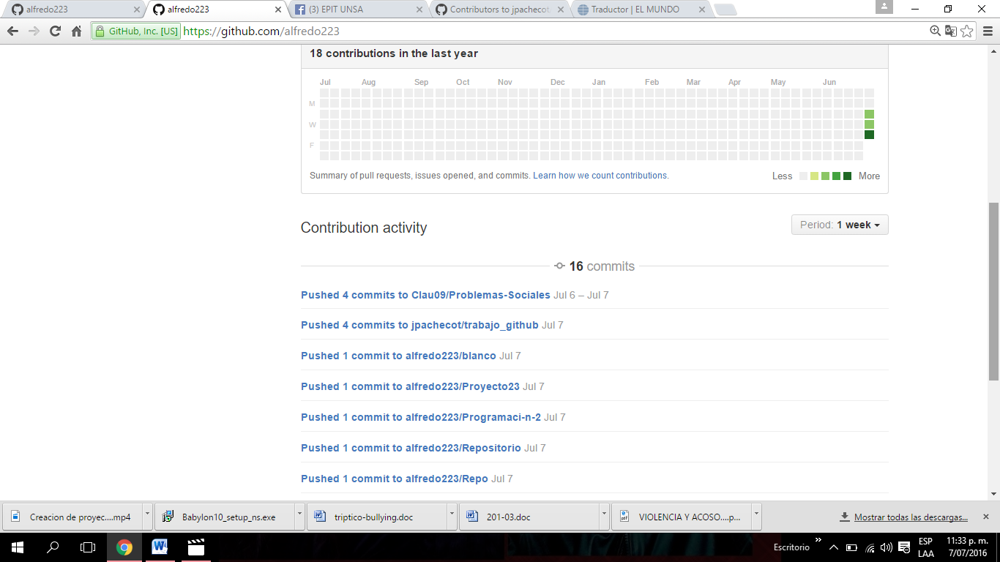 alfredo223
alfredo223
(3) EPIT UNSA
Contributors to jpachecot
Traductor | EL MUNDO
GitHub, Inc. [US]
https://github.com/alfredo223
18 contributions in the last year
Jul Aug Sep Oct Nov Dec Jan Feb Mar Apr May Jun
M
W
F
Summary of pull requests, issues opened, and commits. Learn how we count contributions.
Less More
Contribution activity
Period: 1 week
16 commits
Pushed 4 commits to Clau09/Problemas-Sociales Jul 6 – Jul 7
Pushed 4 commits to jpachecot/trabajo_github Jul 7
Pushed 1 commit to alfredo223/blanco Jul 7
Pushed 1 commit to alfredo223/Proyecto23 Jul 7
Pushed 1 commit to alfredo223/Programaci-n-2 Jul 7
Pushed 1 commit to alfredo223/Repositorio Jul 7
Pushed 1 commit to alfredo223/Repo Jul 7
Creacion de proyec....mp4
Babylon10_setup_ns.exe
triptico-bullying.doc
201-03.doc
VIOLENCIA Y ACOSO....p...
Mostrar todas las descargas...
Escritorio
ESP
LAA
11:33 p. m.
7/07/2016